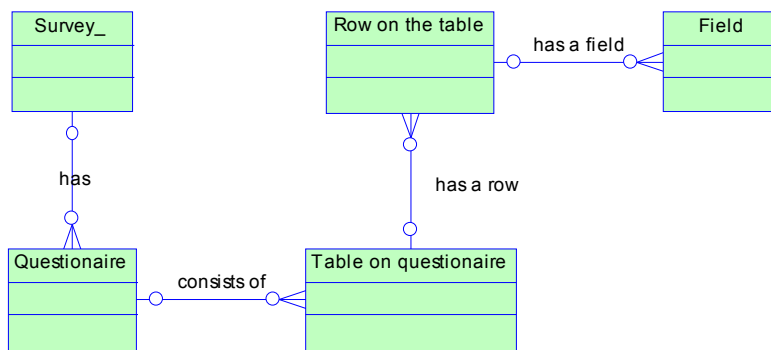 Survey_
Row on the table
has a field
Field
has
has a row
Questionaire
consists of
Table on questionaire